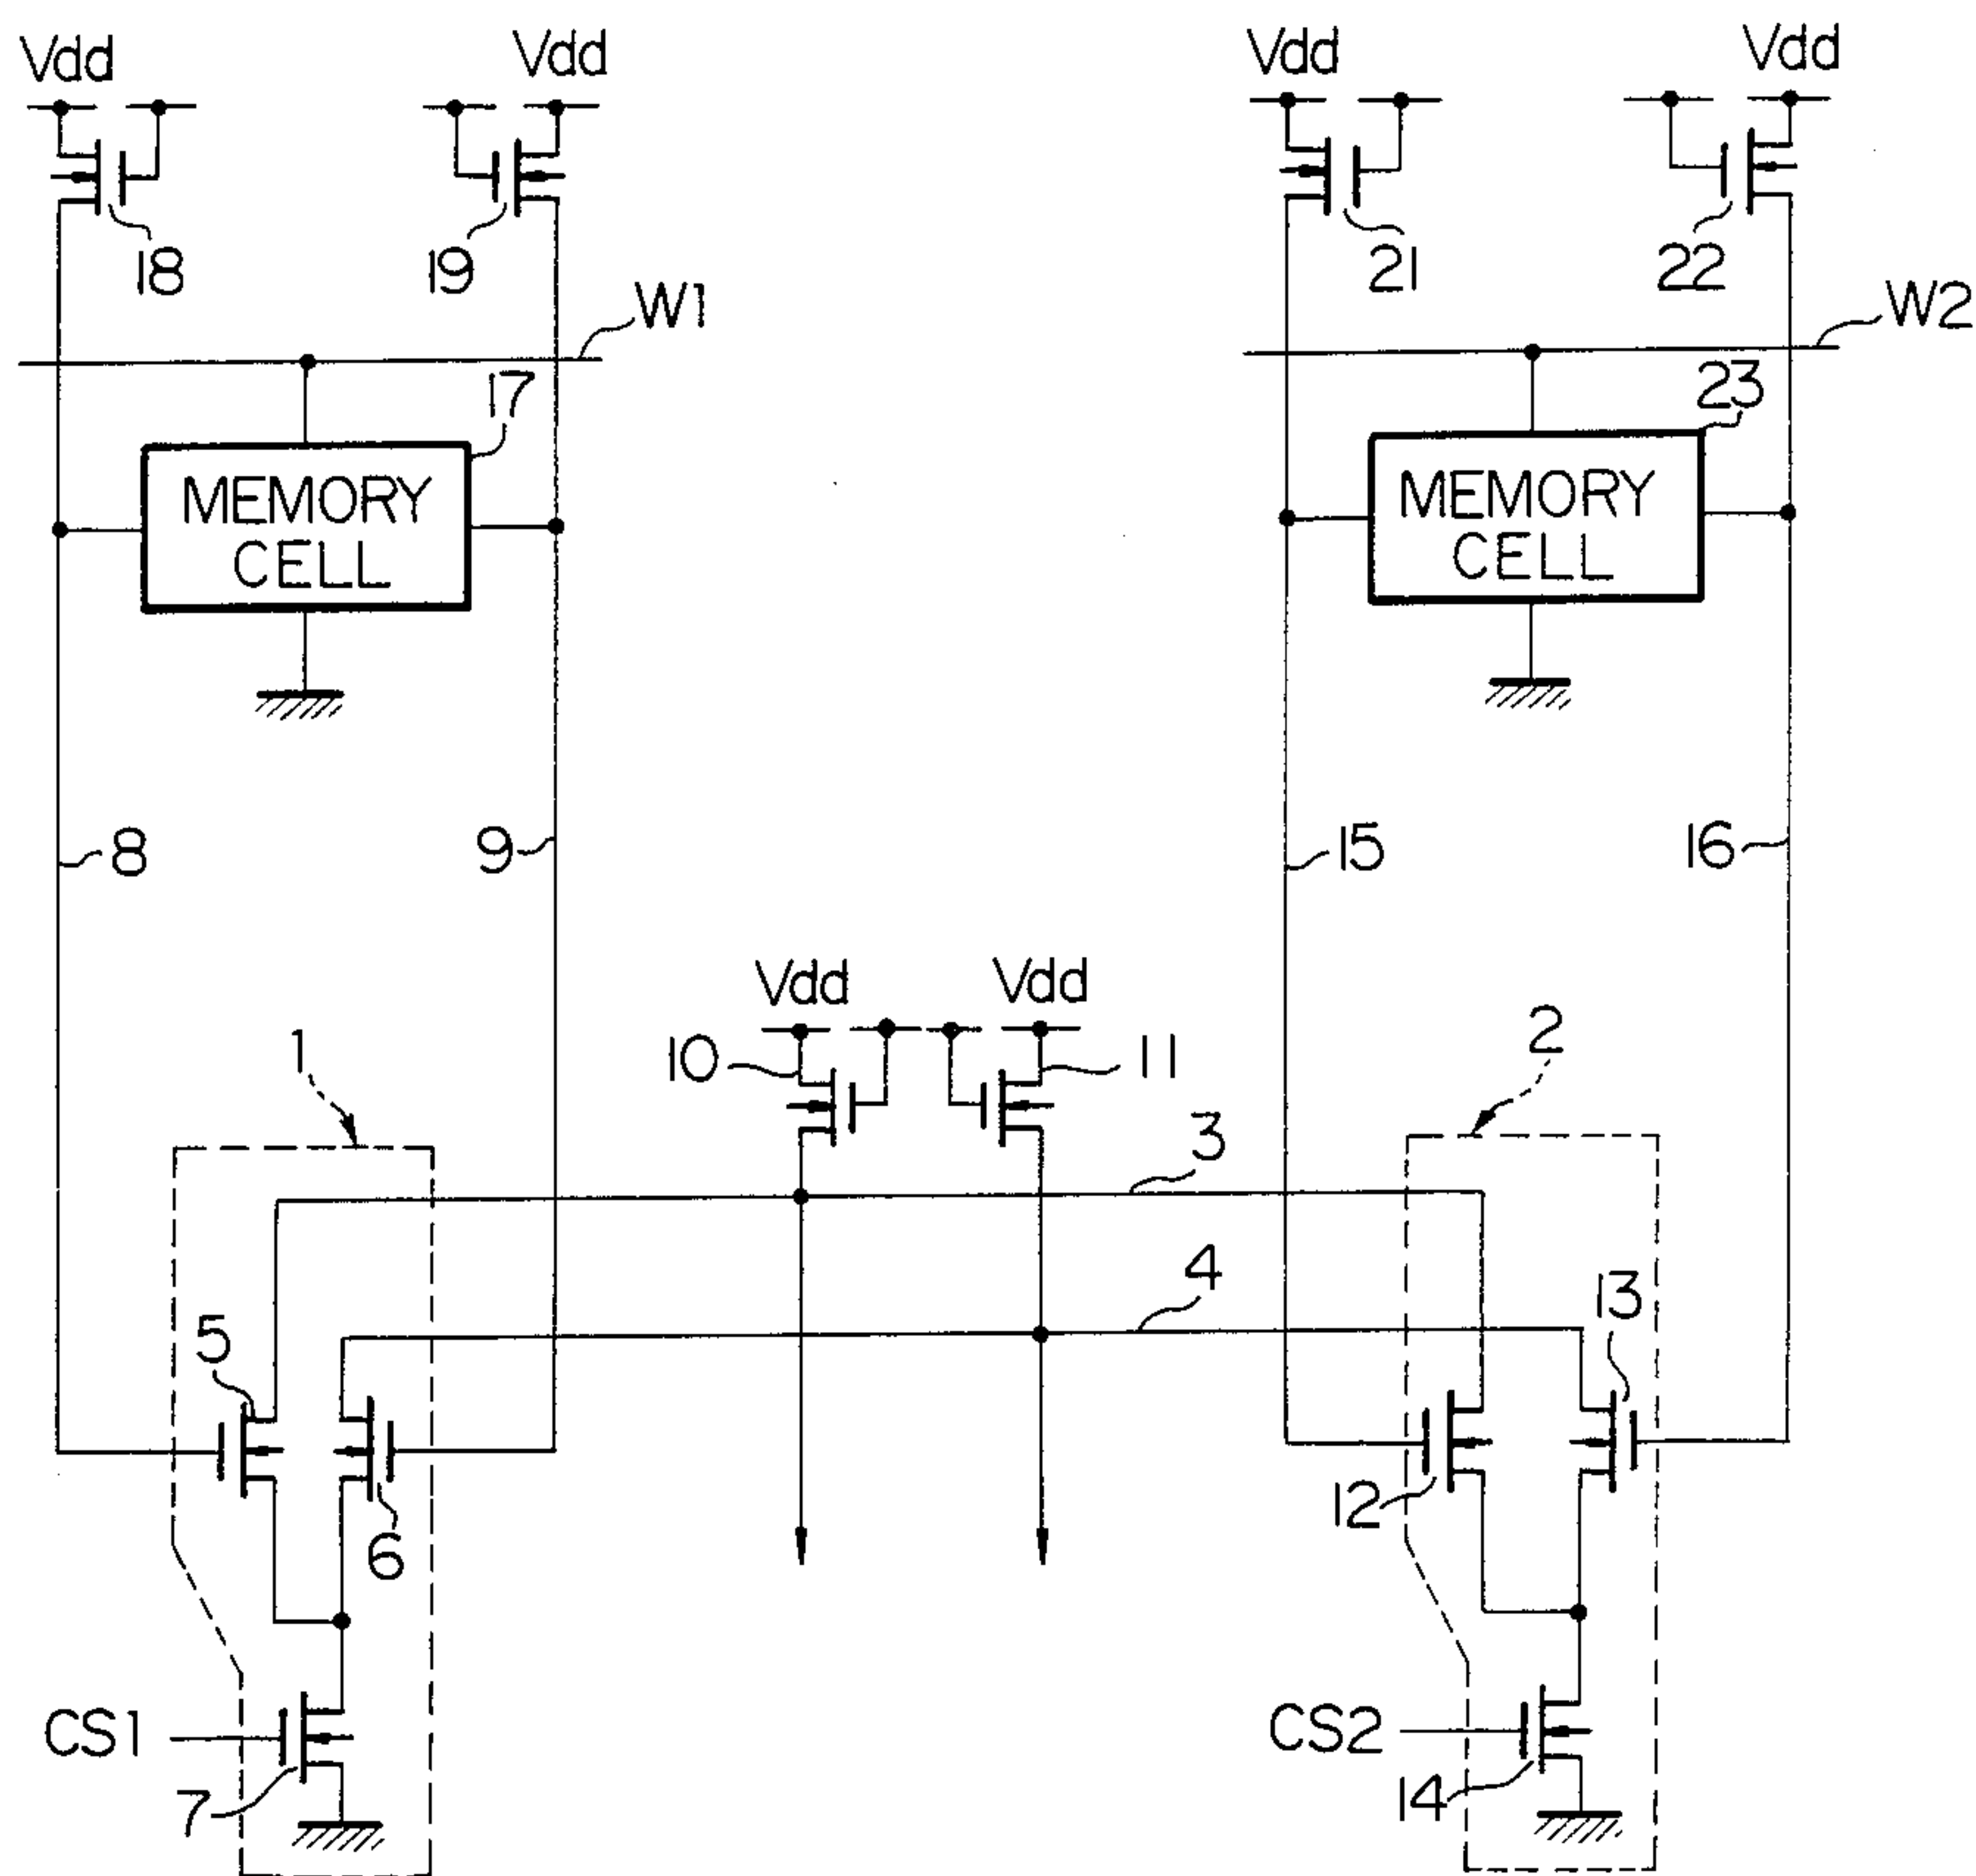 Vdd Vdd Vdd Vdd
18 19 21 22
W1 W2
17 23
MEMORY
CELL
MEMORY
CELL
8 9 15 16
Vdd Vdd
1 10 11 2
3
4
5 13
6 12
CS1 CS2
7 14